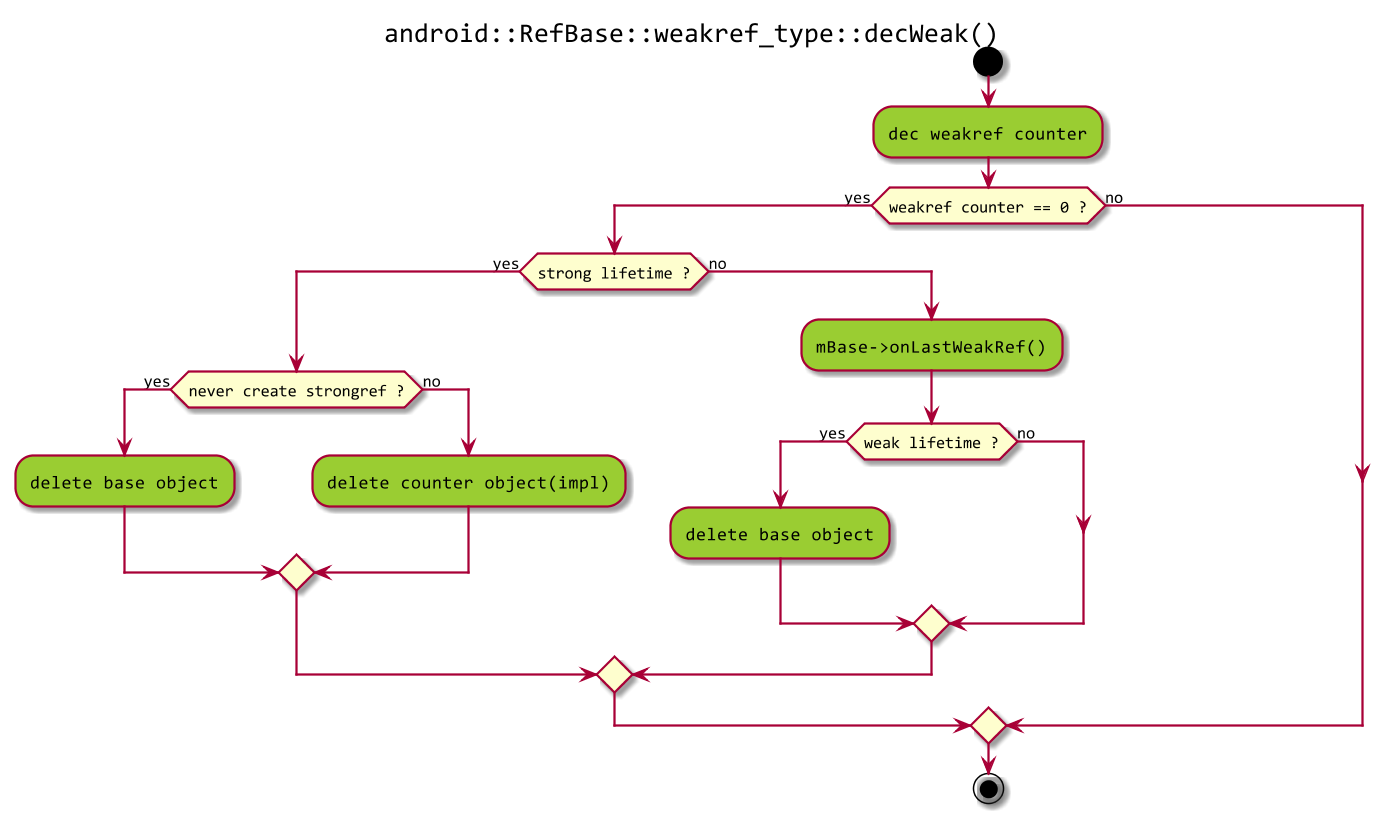 android::RefBase::weakref_type::decWeak()
dec weakref counter
yes
weakref counter == 0 ?
no
yes
strong lifetime ?
no
mBase->onLastWeakRef()
yes
never create strongref ?
no
yes
weak lifetime ?
no
delete base object
delete counter object(impl)
delete base object